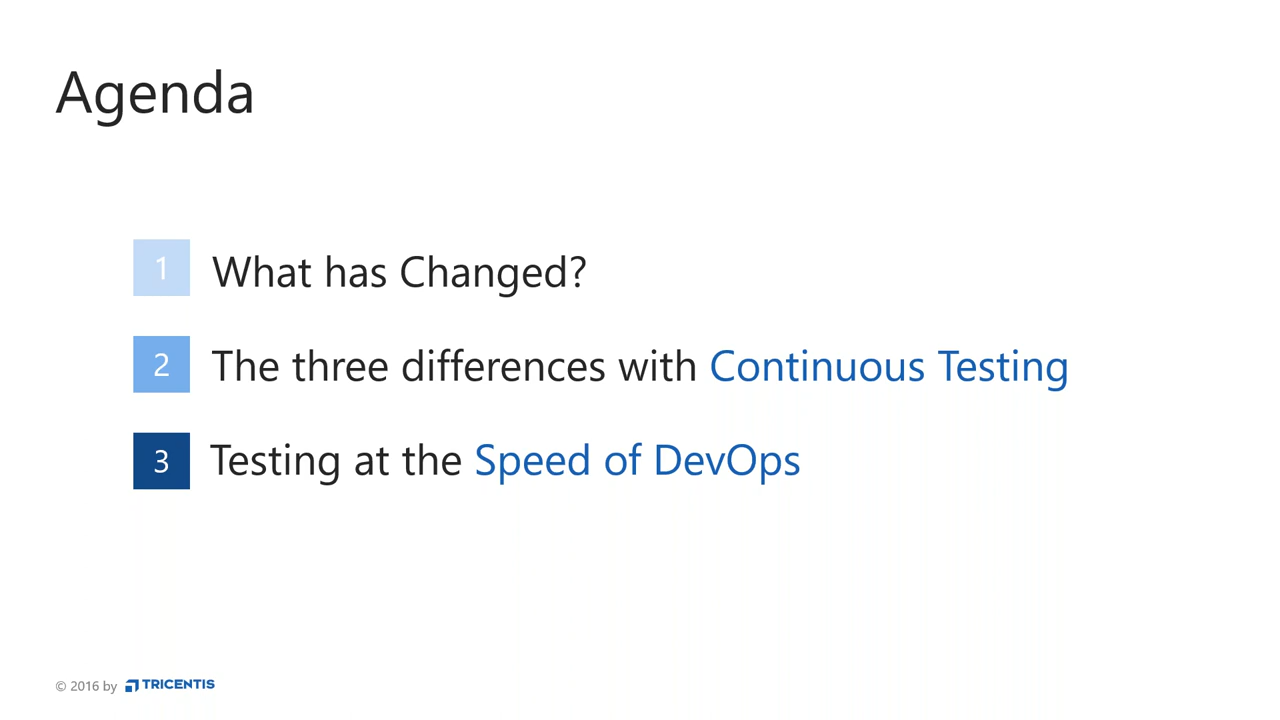 Agenda
1 What has Changed?
2 The three differences with Continuous Testing
3 Testing at the Speed of DevOps
© 2016 by TRICENTIS